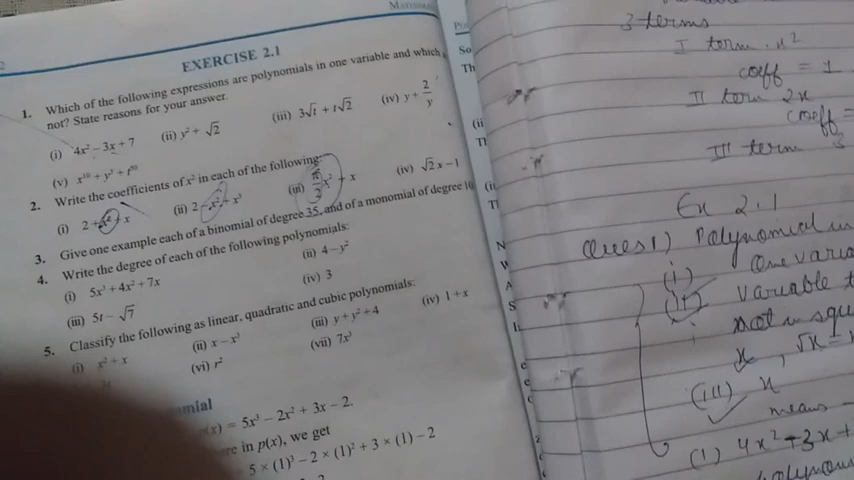 2
EXERCISE 2.1
1. Which of the following expressions are polynomials in one variable and which
not? State reasons for your answer.
(i) 4x² – 3x + 7 (ii) y² + √2 (iii) 3√t + t√2 (iv) y + 2/y
(v) x¹⁰ + y³ + t⁵⁰
2. Write the coefficients of x² in each of the following:
(i) 2 + x² + x (ii) 2 – x² + x³ (iii) π/2 x² + x (iv) √2 x – 1
3. Give one example each of a binomial of degree 35, and of a monomial of degree 10
4. Write the degree of each of the following polynomials:
(i) 5x³ + 4x² + 7x (ii) 4 – y²
(iii) 5t – √7 (iv) 3
5. Classify the following as linear, quadratic and cubic polynomials:
(i) x² + x (ii) x – x³ (iii) y + y² + 4 (iv) 1 + x
(vi) r² (vii) 7x³
(x) = 5x³ – 2x² + 3x – 2.
in p(x), we get
5 × (1)³ – 2 × (1)² + 3 × (1) – 2
So
Th
3 terms
I term . x²
coeff = 1
II term 2x
coeff =
III term 3
Ex 2.1
Ques 1) Polynomial in
(i) One varia
(ii) variable
not in squ
x , √x
(iii) x
means
(1) 4x² - 3x +